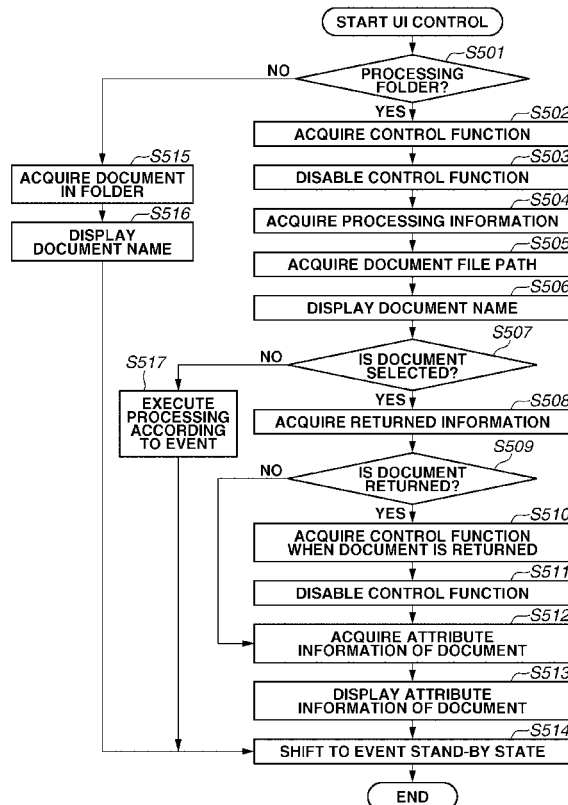 START UI CONTROL
S501
NO
PROCESSING
FOLDER?
YES
S502
ACQUIRE CONTROL FUNCTION
S515
ACQUIRE DOCUMENT
IN FOLDER
S503
DISABLE CONTROL FUNCTION
S516
DISPLAY
DOCUMENT NAME
S504
ACQUIRE PROCESSING INFORMATION
S505
ACQUIRE DOCUMENT FILE PATH
S506
DISPLAY DOCUMENT NAME
S507
NO
IS DOCUMENT
SELECTED?
YES
S517
EXECUTE
PROCESSING
ACCORDING
TO EVENT
S508
ACQUIRE RETURNED INFORMATION
S509
NO
IS DOCUMENT
RETURNED?
YES
S510
ACQUIRE CONTROL FUNCTION
WHEN DOCUMENT IS RETURNED
S511
DISABLE CONTROL FUNCTION
S512
ACQUIRE ATTRIBUTE
INFORMATION OF DOCUMENT
S513
DISPLAY ATTRIBUTE
INFORMATION OF DOCUMENT
S514
SHIFT TO EVENT STAND-BY STATE
END